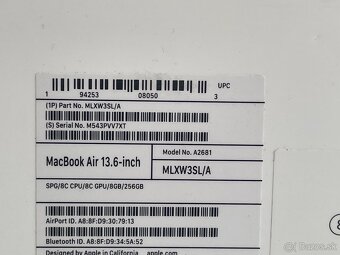 UPC
1 94253 08050 3
(1P) Part No. MLXW3SL/A
(S) Serial No. M543PVV7XT
MacBook Air 13.6-inch
Model No. A2681
MLXW3SL/A
SPG/8C CPU/8C GPU/8GB/256GB
AirPort ID. A8:8F:D9:30:79:13
Bluetooth ID. A8:8F:D9:34:5A:52
Designed by Apple in California apple.com
bazos.sk